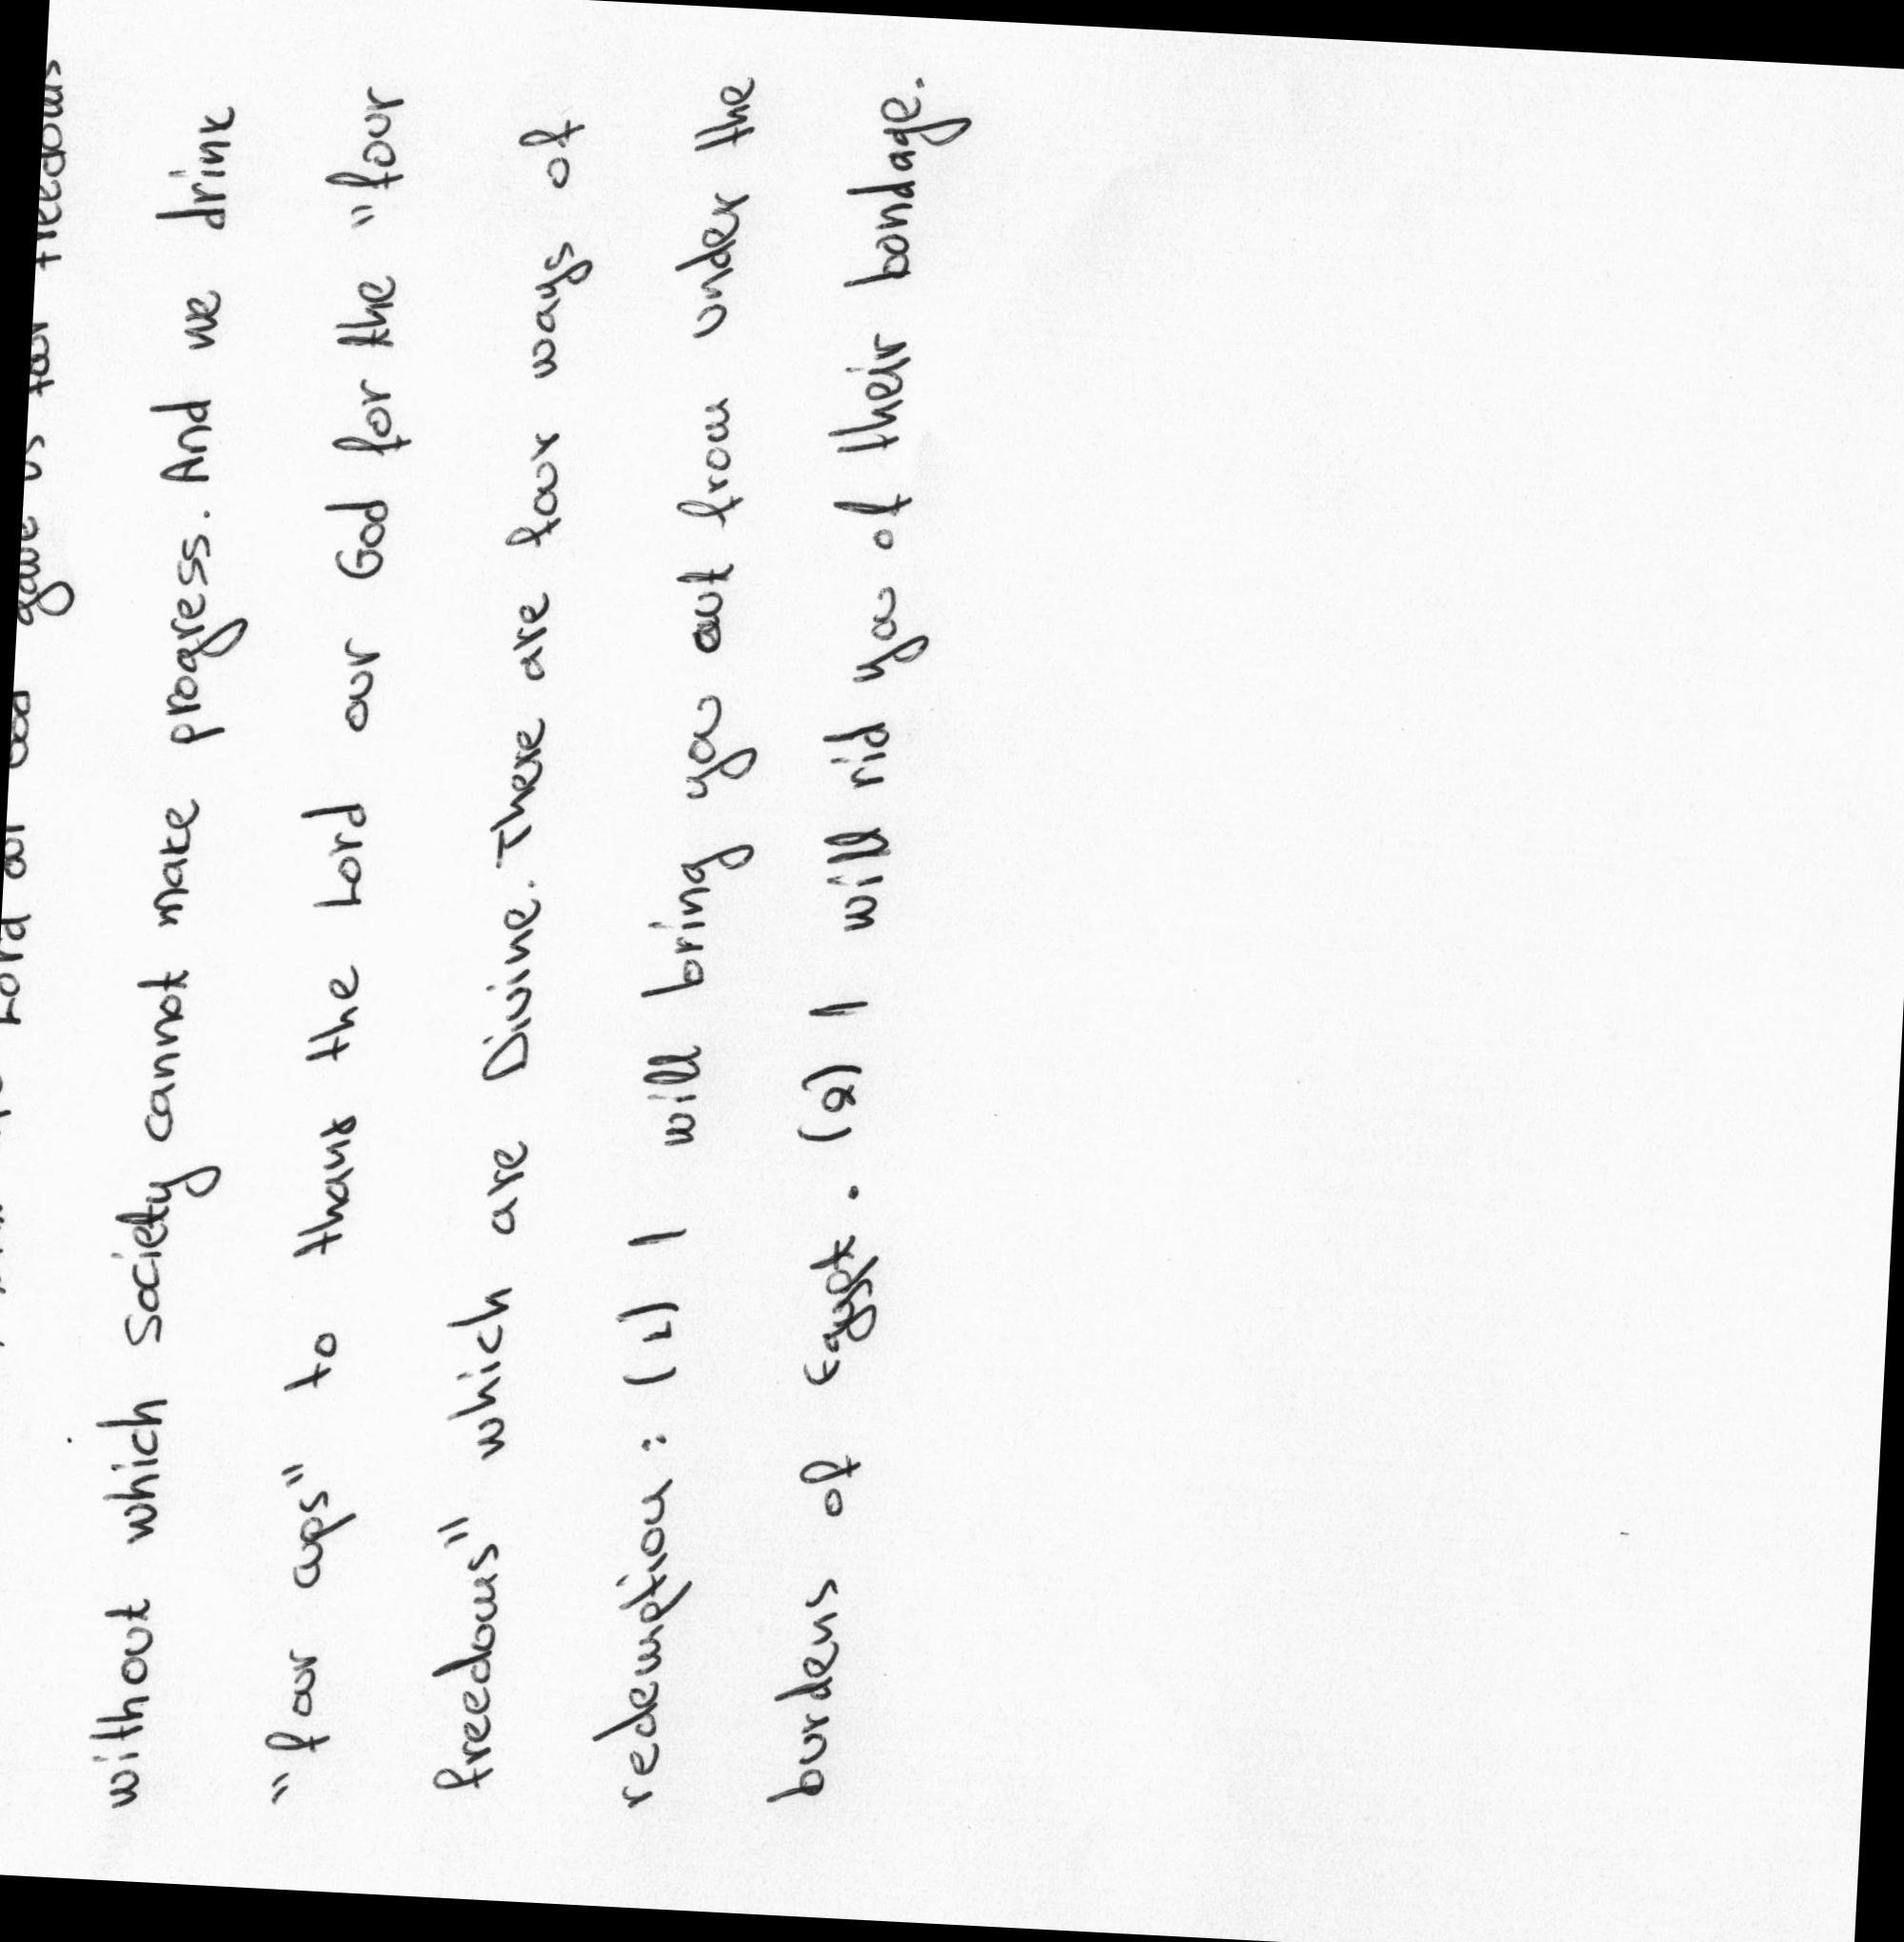 Lord our God gave us four freedoms
without which Society cannot make progress. And we drink
"four cups" to thank the Lord our God for the "four
freedoms" which are Divine. There are four ways of
redemption : (1) I will bring you out from under the
burdens of Egypt. (2) I will rid you of their bondage.